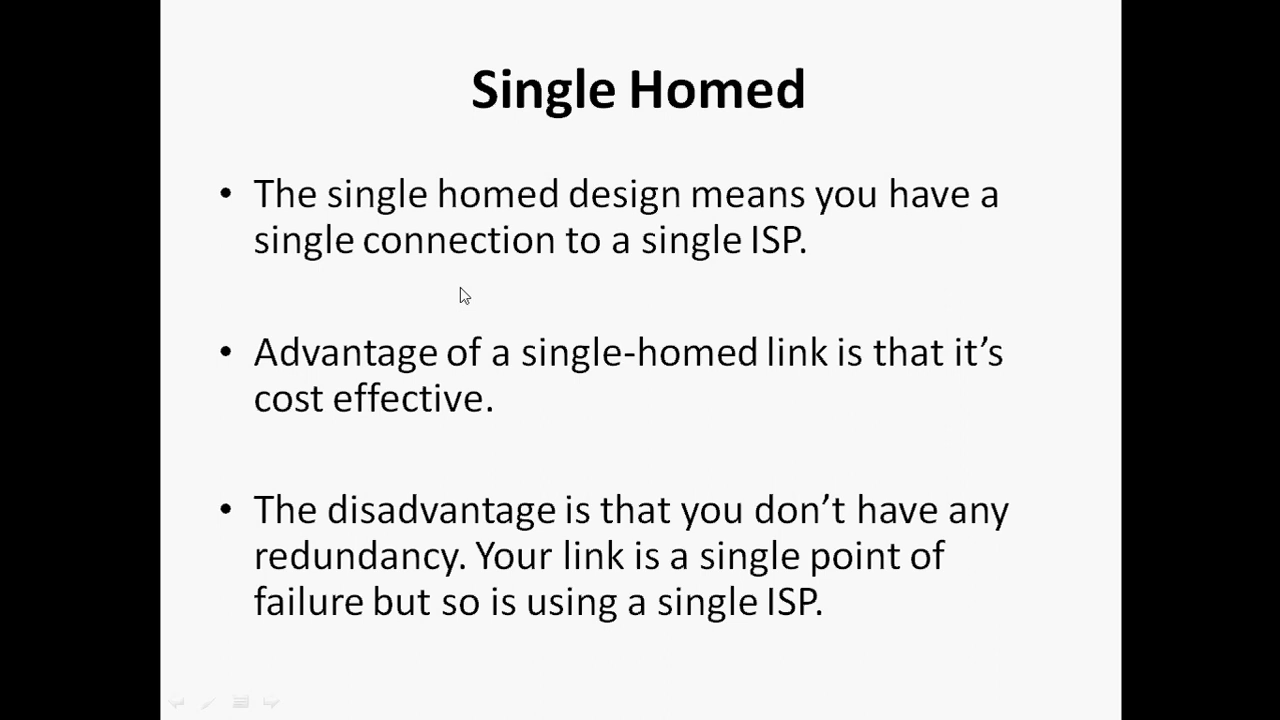 Single Homed
• The single homed design means you have a
single connection to a single ISP.
• Advantage of a single-homed link is that it’s
cost effective.
• The disadvantage is that you don’t have any
redundancy. Your link is a single point of
failure but so is using a single ISP.